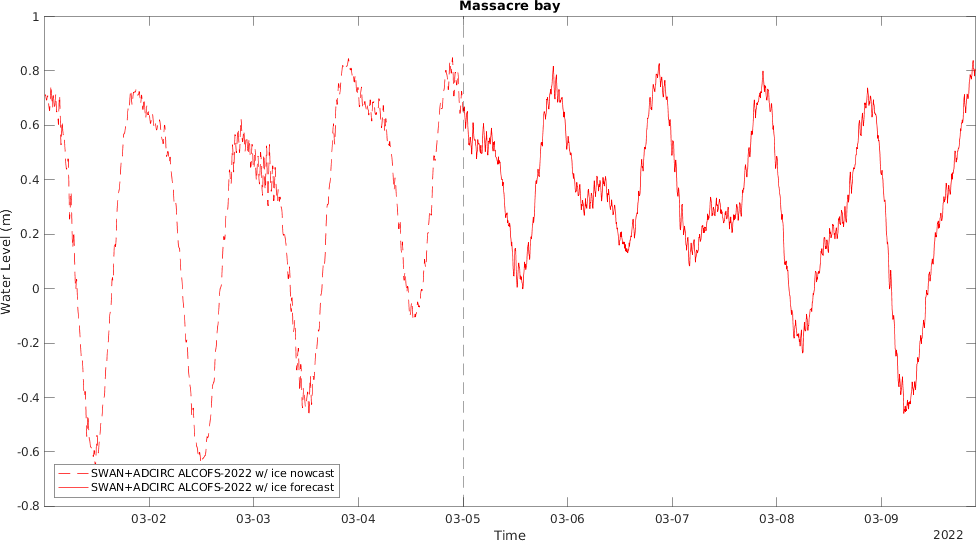 Massacre bay
1
0.8
0.6
0.4
0.2
0
-0.2
-0.4
-0.6
-0.8
Water Level (m)
SWAN+ADCIRC ALCOFS-2022 w/ ice nowcast
SWAN+ADCIRC ALCOFS-2022 w/ ice forecast
03-02 03-03 03-04 03-05 03-06 03-07 03-08 03-09
Time
2022